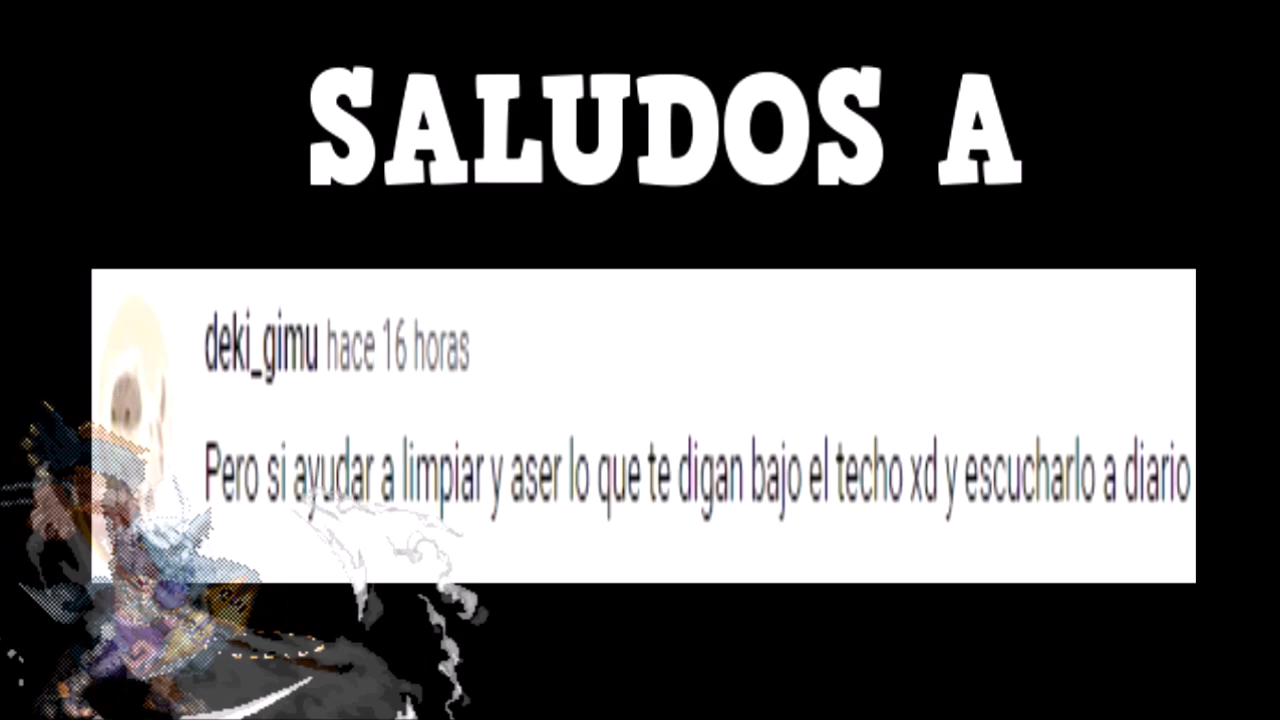 SALUDOS A
deki_gimu hace 16 horas
Pero si ayudar a limpiar y aser lo que te digan bajo el techo xd y escucharlo a diario